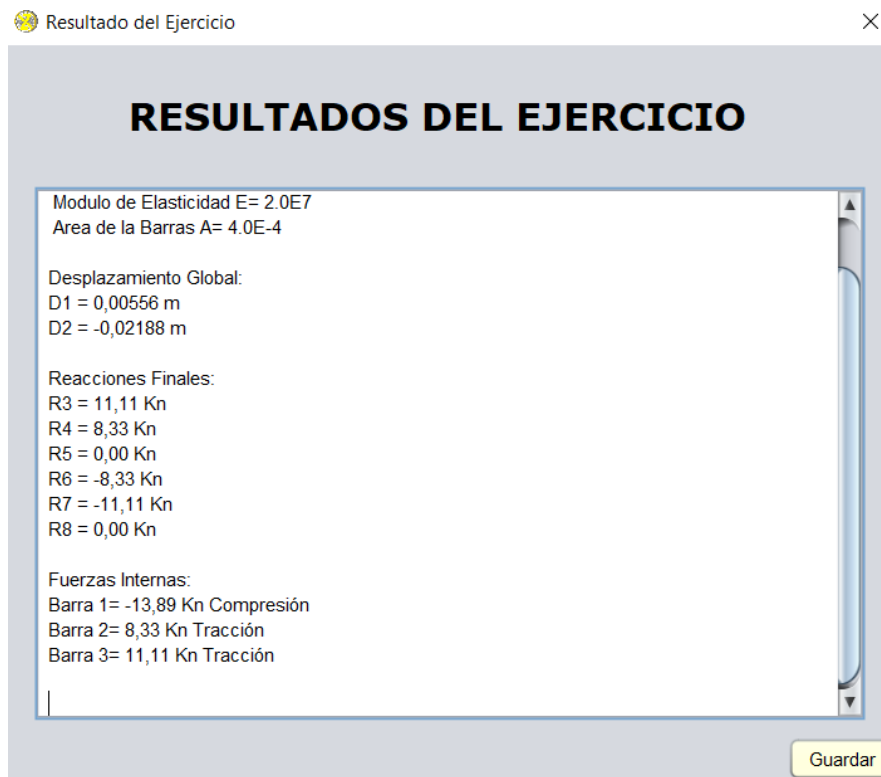 Resultado del Ejercicio
RESULTADOS DEL EJERCICIO
Modulo de Elasticidad E= 2.0E7
Area de la Barras A= 4.0E-4
Desplazamiento Global:
D1 = 0,00556 m
D2 = -0,02188 m
Reacciones Finales:
R3 = 11,11 Kn
R4 = 8,33 Kn
R5 = 0,00 Kn
R6 = -8,33 Kn
R7 = -11,11 Kn
R8 = 0,00 Kn
Fuerzas Internas:
Barra 1= -13,89 Kn Compresión
Barra 2= 8,33 Kn Tracción
Barra 3= 11,11 Kn Tracción
Guardar